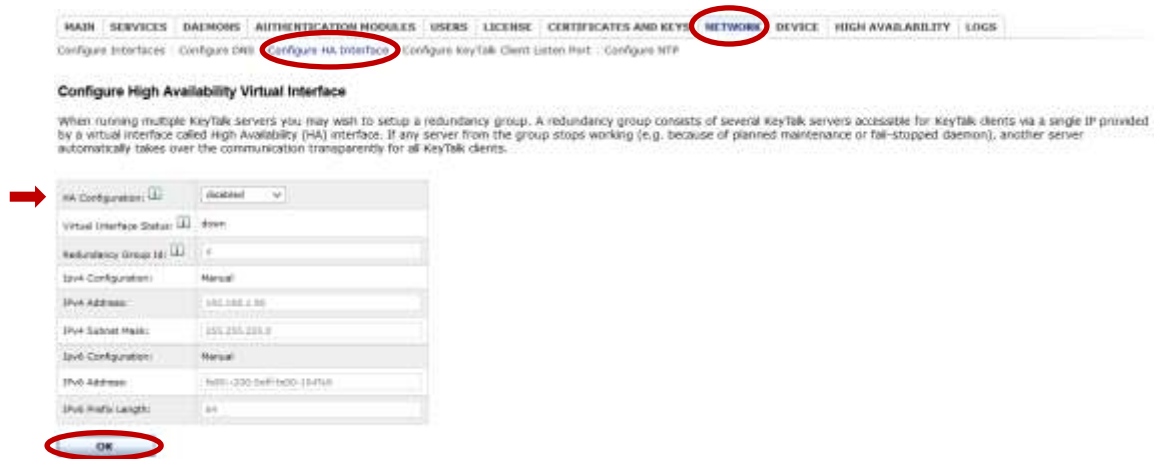 MAIN SERVICES DAEMONS AUTHENTICATION MODULES USERS LICENSE CERTIFICATES AND KEYS NETWORK DEVICE HIGH AVAILABILITY LOGS
Configure Interfaces Configure DNS Configure HA Interface Configure KeyTalk Client Listen Port Configure NTP
Configure High Availability Virtual Interface
When running multiple KeyTalk servers you may wish to setup a redundancy group. A redundancy group consists of several KeyTalk servers accessible for KeyTalk clients via a single IP provided
by a virtual interface called High Availability (HA) interface. If any server from the group stops working (e.g. because of planned maintenance or fail-stopped daemon), another server
automatically takes over the communication transparently for all KeyTalk clients.
HA Configuration: disabled
Virtual Interface Status: down
Redundancy Group Id:
Ipv4 Configuration: Manual
IPv4 Address:
IPv4 Subnet Mask: 255.255.255.0
Ipv6 Configuration: Manual
IPv6 Address:
IPv6 Prefix Length: 64
OK